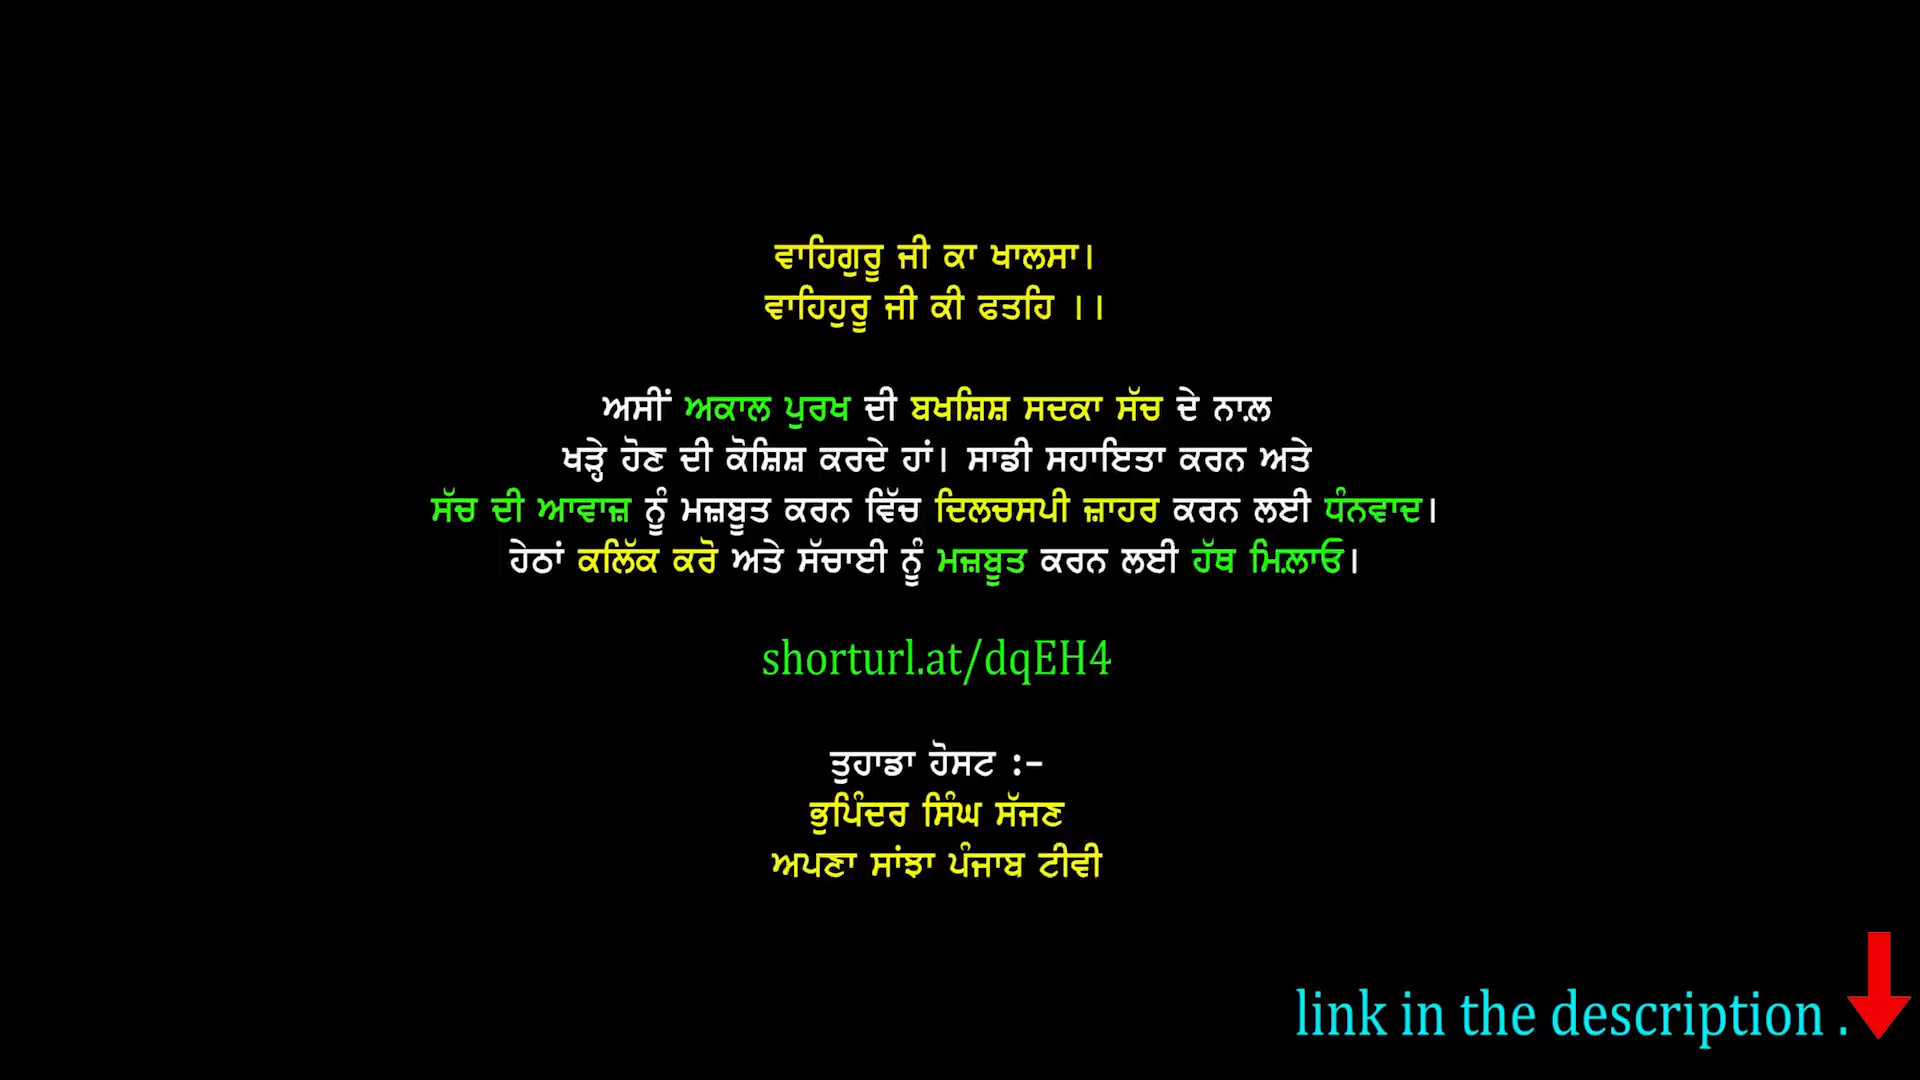 ਵਾਹਿਗੁਰੂ ਜੀ ਕਾ ਖਾਲਸਾ।
ਵਾਹਿਹੁਰੂ ਜੀ ਕੀ ਫਤਹਿ ।।
ਅਸੀਂ ਅਕਾਲ ਪੁਰਖ ਦੀ ਬਖਸ਼ਿਸ਼ ਸਦਕਾ ਸੱਚ ਦੇ ਨਾਲ਼
ਖੜ੍ਹੇ ਹੋਣ ਦੀ ਕੋਸ਼ਿਸ਼ ਕਰਦੇ ਹਾਂ। ਸਾਡੀ ਸਹਾਇਤਾ ਕਰਨ ਅਤੇ
ਸੱਚ ਦੀ ਆਵਾਜ਼ ਨੂੰ ਮਜ਼ਬੂਤ ਕਰਨ ਵਿੱਚ ਦਿਲਚਸਪੀ ਜ਼ਾਹਰ ਕਰਨ ਲਈ ਧੰਨਵਾਦ।
ਹੇਠਾਂ ਕਲਿੱਕ ਕਰੋ ਅਤੇ ਸੱਚਾਈ ਨੂੰ ਮਜ਼ਬੂਤ ਕਰਨ ਲਈ ਹੱਥ ਮਿਲ਼ਾਓ।
shorturl.at/dqEH4
ਤੁਹਾਡਾ ਹੋਸਟ :-
ਭੁਪਿੰਦਰ ਸਿੰਘ ਸੱਜਣ
ਅਪਣਾ ਸਾਂਝਾ ਪੰਜਾਬ ਟੀਵੀ
link in the description .